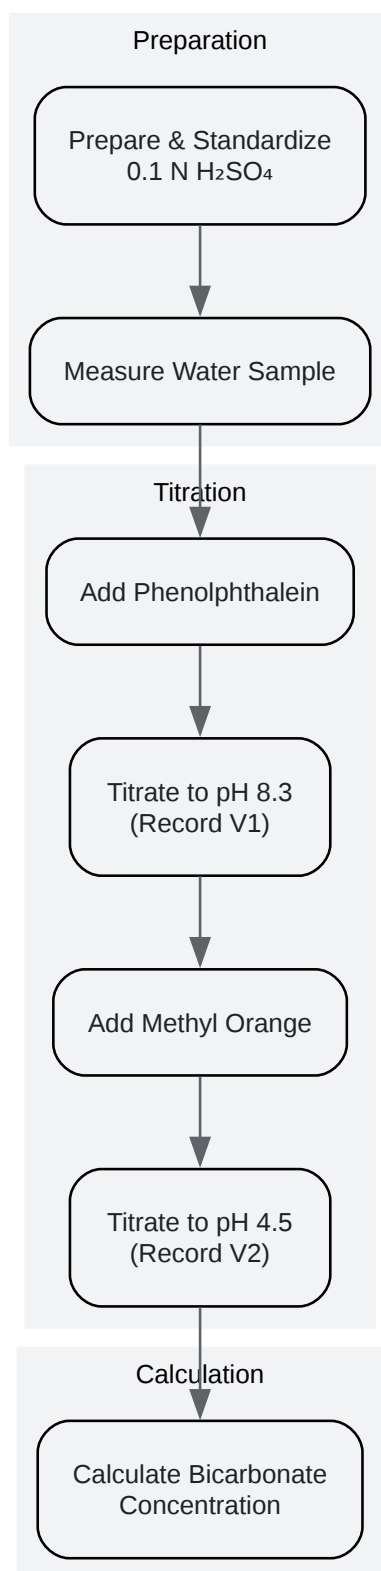 Preparation
Prepare & Standardize
0.1 N H₂SO₄
Measure Water Sample
Titration
Add Phenolphthalein
Titrate to pH 8.3
(Record V1)
Add Methyl Orange
Titrate to pH 4.5
(Record V2)
Calculation
Calculate Bicarbonate
Concentration